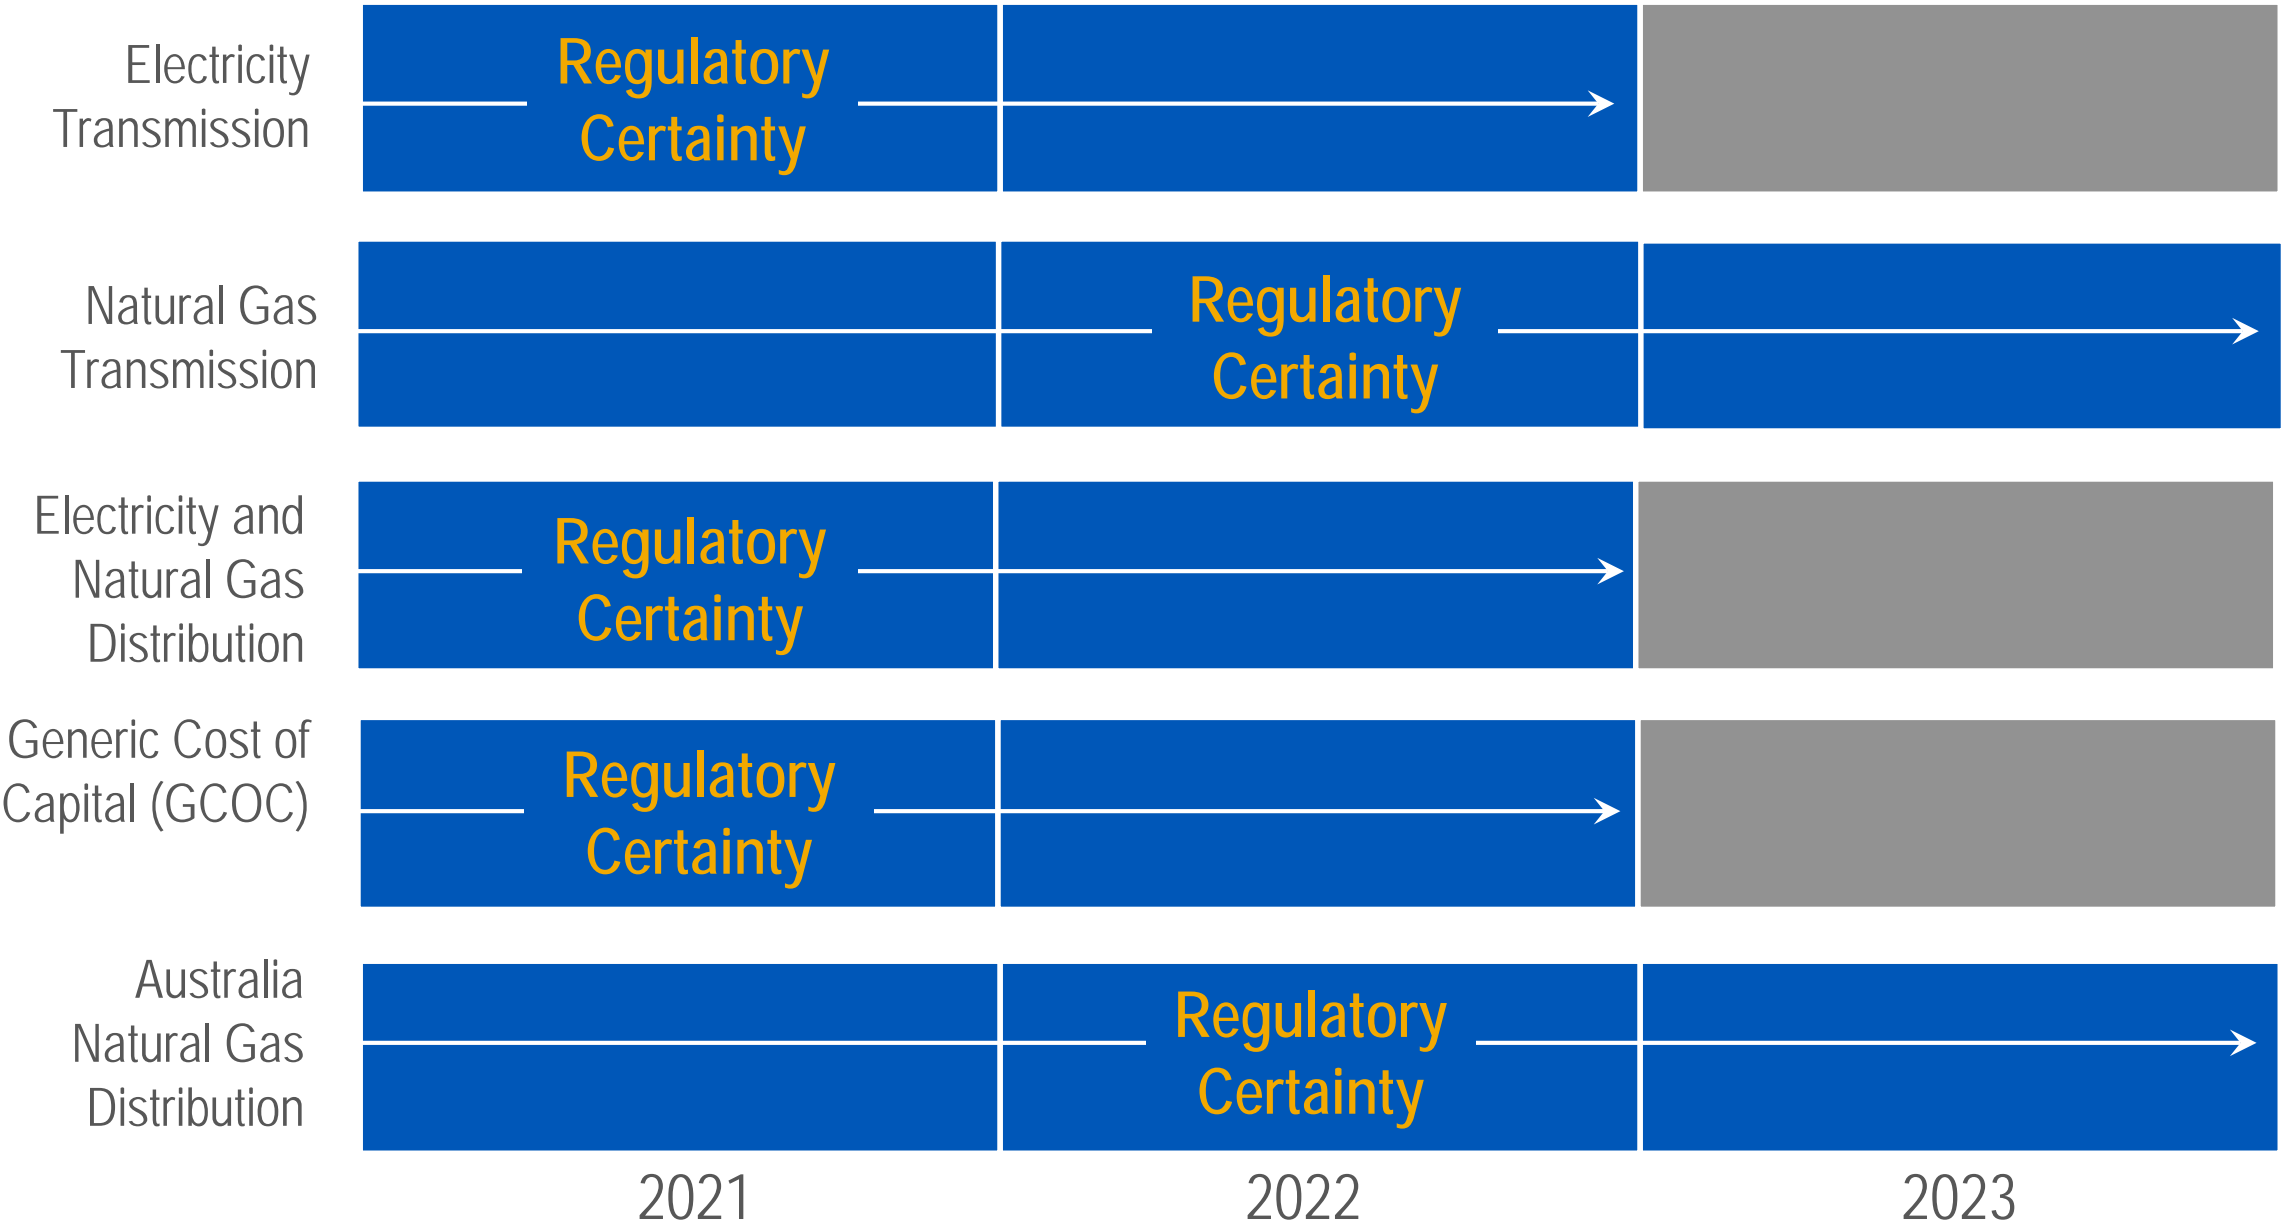 Electricity
Transmission
Regulatory
Certainty
Natural Gas
Transmission
Regulatory
Certainty
Electricity and
Natural Gas
Distribution
Regulatory
Certainty
Generic Cost of
Capital (GCOC)
Regulatory
Certainty
Australia
Natural Gas
Distribution
Regulatory
Certainty
2021
2022
2023